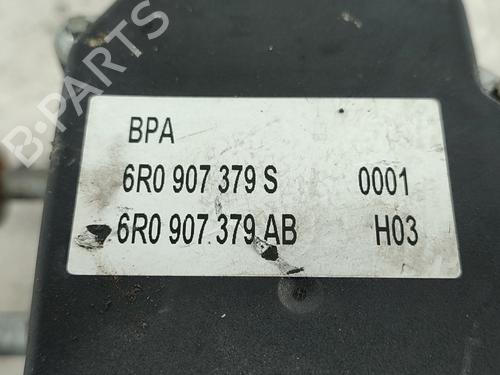 B-PARTS
BPA
6R0 907 379 S 0001
6R0 907 379 AB H03